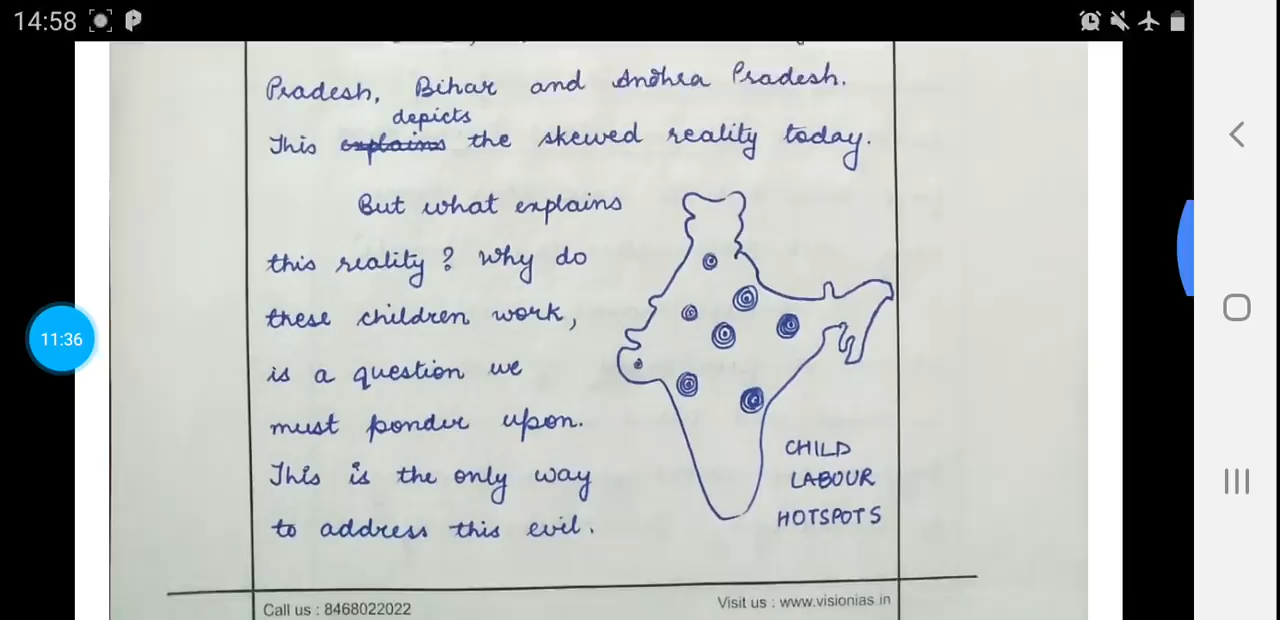 14:58
Pradesh, Bihar and Andhra Pradesh.
depicts
This explains the skewed reality today.
But what explains
this reality? Why do
these children work,
is a question we
must ponder upon.
This is the only way
to address this evil.
CHILD
LABOUR
HOTSPOTS
11:36
Call us : 8468022022
Visit us : www.visionias.in